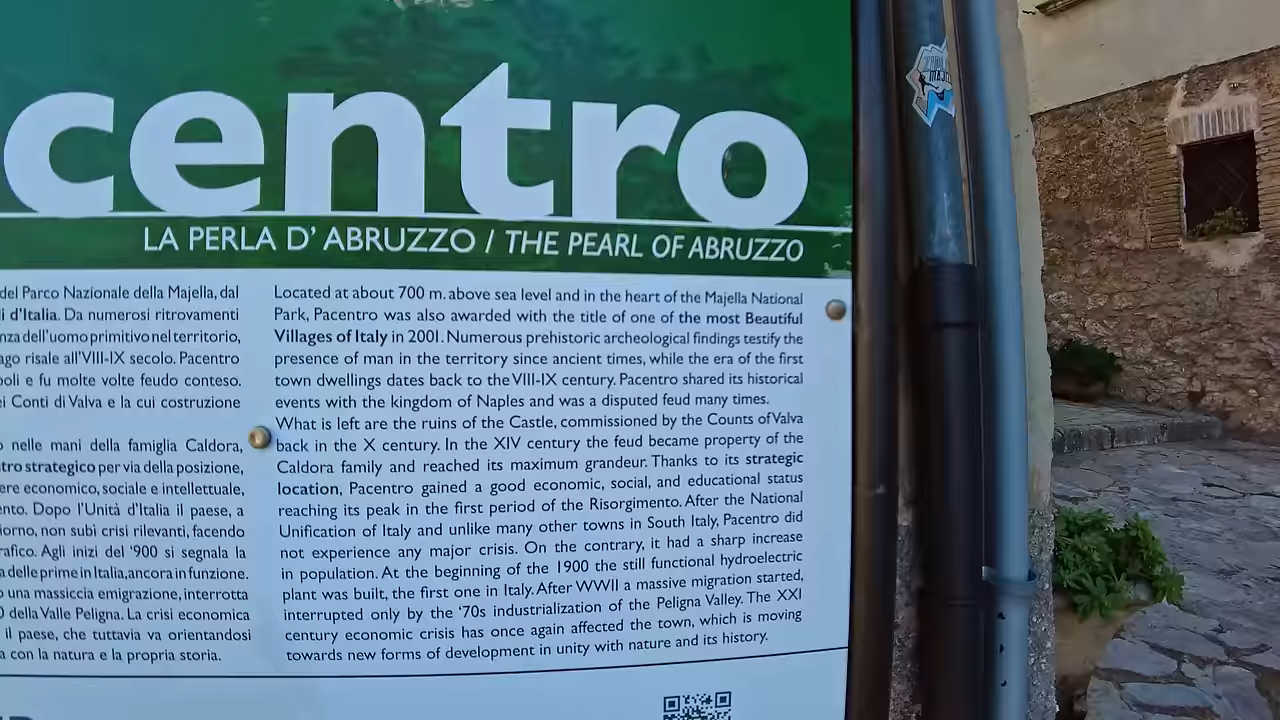 centro
LA PERLA D' ABRUZZO / THE PEARL OF ABRUZZO
del Parco Nazionale della Majella, dal
i d'Italia. Da numerosi ritrovamenti
nza dell'uomo primitivo nel territorio,
ago risale all'VIII-IX secolo. Pacentro
oli e fu molte volte feudo conteso.
ei Conti di Valva e la cui costruzione
o nelle mani della famiglia Caldora,
tro strategico per via della posizione,
ere economico, sociale e intellettuale,
ento. Dopo l'Unità d'Italia il paese, a
iorno, non subì crisi rilevanti, facendo
rafico. Agli inizi del '900 si segnala la
a delle prime in Italia, ancora in funzione.
o una massiccia emigrazione, interrotta
0 della Valle Peligna. La crisi economica
il paese, che tuttavia va orientandosi
a con la natura e la propria storia.
Located at about 700 m. above sea level and in the heart of the Majella National
Park, Pacentro was also awarded with the title of one of the most Beautiful
Villages of Italy in 2001. Numerous prehistoric archeological findings testify the
presence of man in the territory since ancient times, while the era of the first
town dwellings dates back to the VIII-IX century. Pacentro shared its historical
events with the kingdom of Naples and was a disputed feud many times.
What is left are the ruins of the Castle, commissioned by the Counts of Valva
back in the X century. In the XIV century the feud became property of the
Caldora family and reached its maximum grandeur. Thanks to its strategic
location, Pacentro gained a good economic, social, and educational status
reaching its peak in the first period of the Risorgimento. After the National
Unification of Italy and unlike many other towns in South Italy, Pacentro did
not experience any major crisis. On the contrary, it had a sharp increase
in population. At the beginning of the 1900 the still functional hydroelectric
plant was built, the first one in Italy. After WWII a massive migration started,
interrupted only by the '70s industrialization of the Peligna Valley. The XXI
century economic crisis has once again affected the town, which is moving
towards new forms of development in unity with nature and its history.